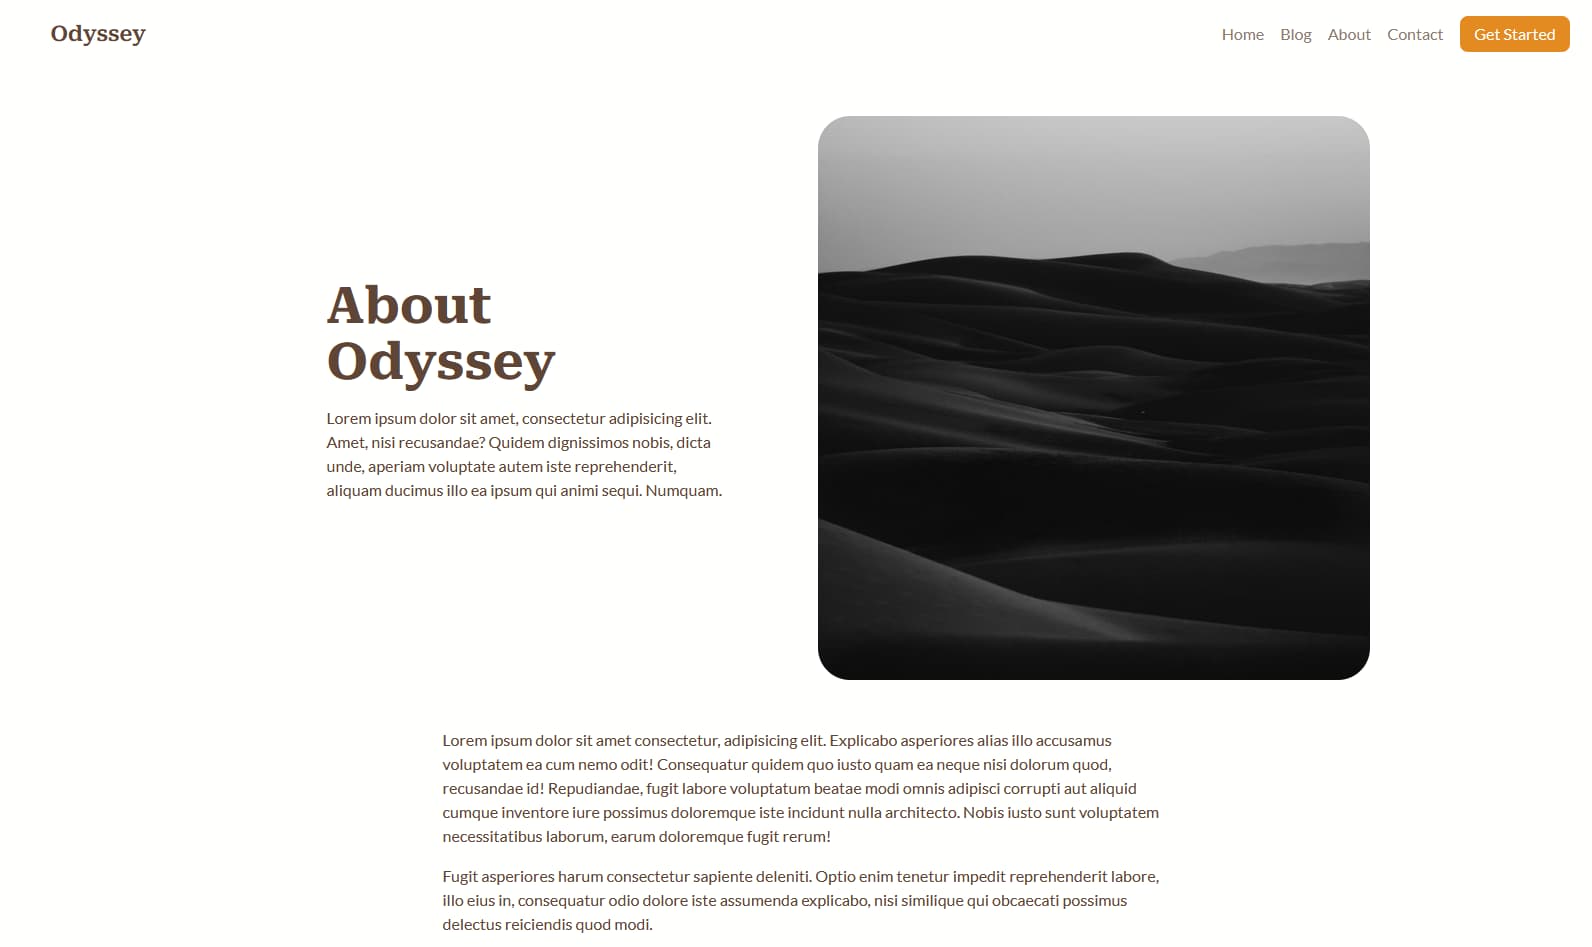 Odyssey
Home Blog About Contact Get Started
About
Odyssey
Lorem ipsum dolor sit amet, consectetur adipisicing elit.
Amet, nisi recusandae? Quidem dignissimos nobis, dicta
unde, aperiam voluptate autem iste reprehenderit,
aliquam ducimus illo ea ipsum qui animi sequi. Numquam.
Lorem ipsum dolor sit amet consectetur, adipisicing elit. Explicabo asperiores alias illo accusamus
voluptatem ea cum nemo odit! Consequatur quidem quo iusto quam ea neque nisi dolorum quod,
recusandae id! Repudiandae, fugit labore voluptatum beatae modi omnis adipisci corrupti aut aliquid
cumque inventore iure possimus doloremque iste incidunt nulla architecto. Nobis iusto sunt voluptatem
necessitatibus laborum, earum doloremque fugit rerum!
Fugit asperiores harum consectetur sapiente deleniti. Optio enim tenetur impedit reprehenderit labore,
illo eius in, consequatur odio dolore iste assumenda explicabo, nisi similique qui obcaecati possimus
delectus reiciendis quod modi.